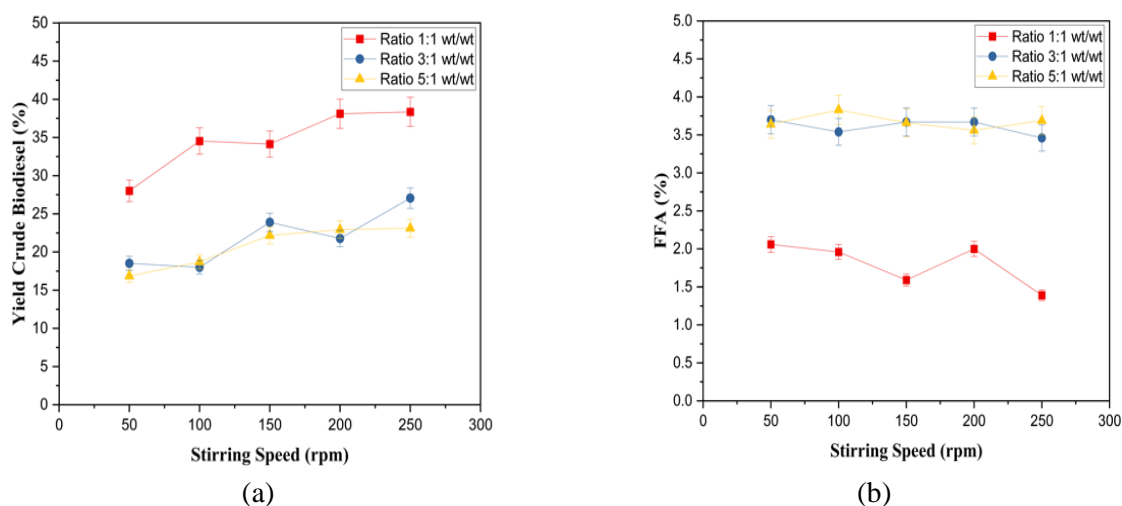 50
45
40
35
30
25
20
15
10
5
0
Yield Crude Biodiesel (%)
Ratio 1:1 wt/wt
Ratio 3:1 wt/wt
Ratio 5:1 wt/wt
0 50 100 150 200 250 300
Stirring Speed (rpm)
(a)
5.0
4.5
4.0
3.5
3.0
2.5
2.0
1.5
1.0
0.5
0.0
FFA (%)
Ratio 1:1 wt/wt
Ratio 3:1 wt/wt
Ratio 5:1 wt/wt
0 50 100 150 200 250 300
Stirring Speed (rpm)
(b)